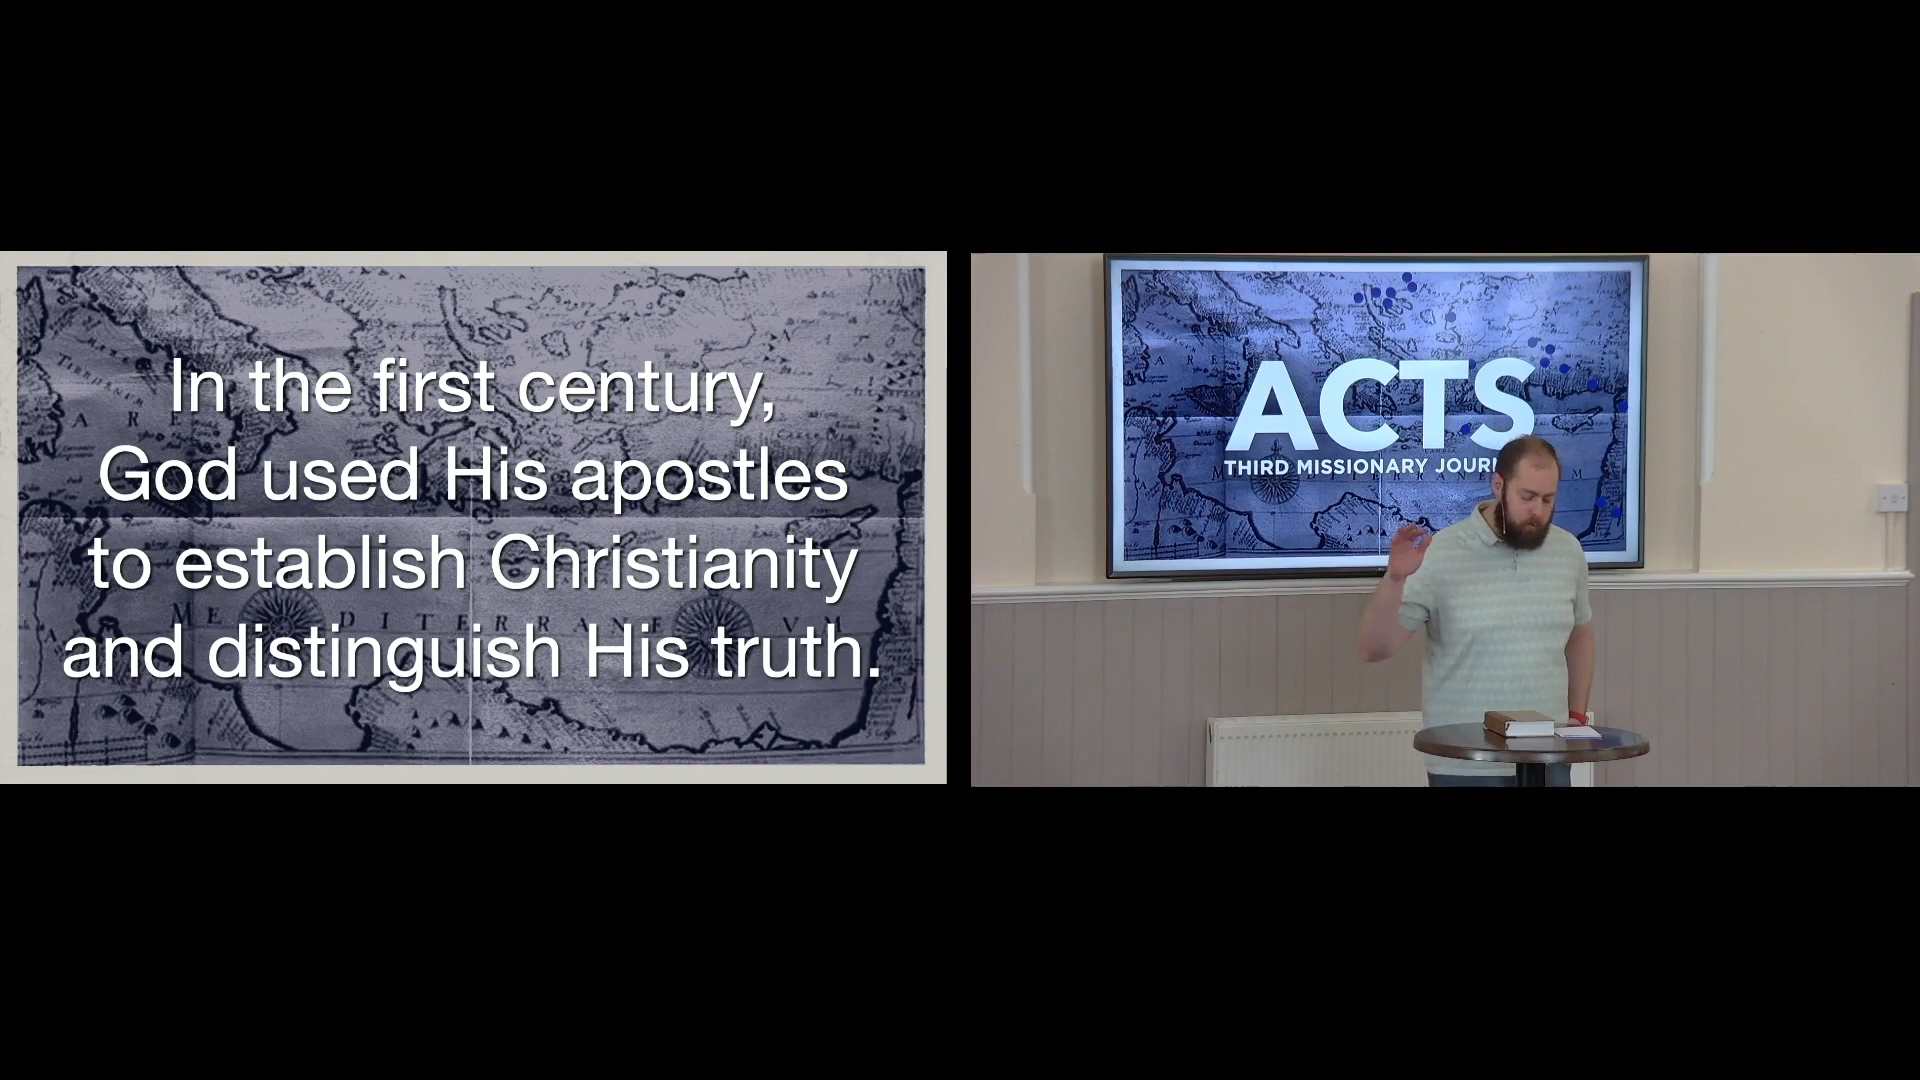 In the first century,
God used His apostles
to establish Christianity
and distinguish His truth.
ACTS
THIRD MISSIONARY